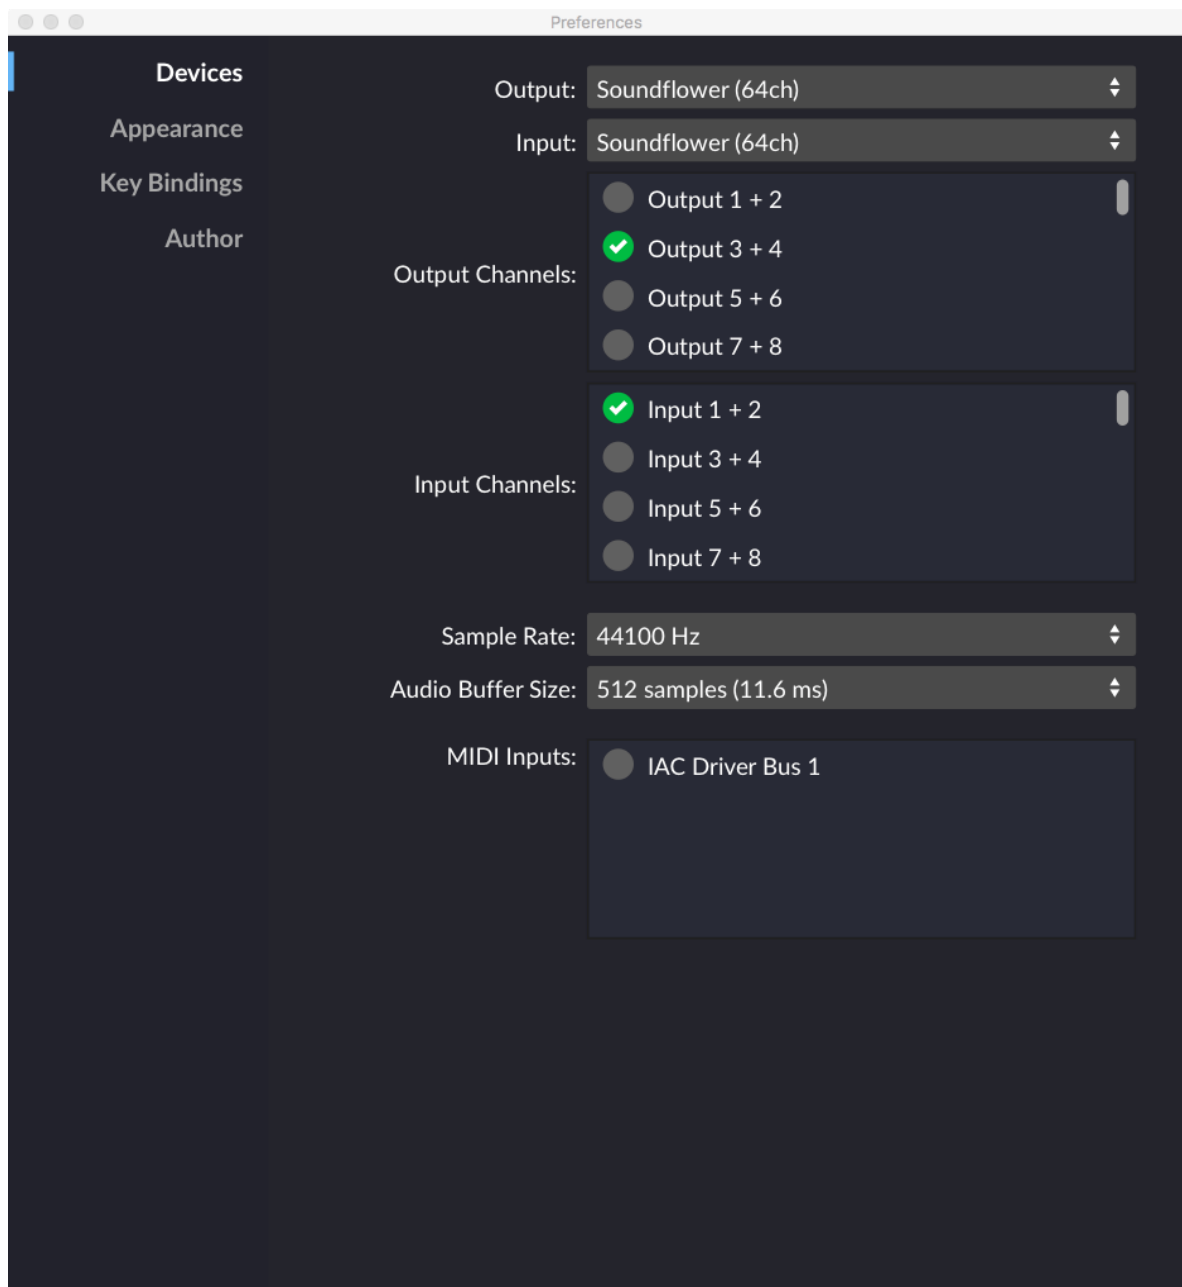 Preferences
Devices
Appearance
Key Bindings
Author
Output: Soundflower (64ch)
Input: Soundflower (64ch)
Output Channels:
Output 1 + 2
Output 3 + 4
Output 5 + 6
Output 7 + 8
Input Channels:
Input 1 + 2
Input 3 + 4
Input 5 + 6
Input 7 + 8
Sample Rate: 44100 Hz
Audio Buffer Size: 512 samples (11.6 ms)
MIDI Inputs: IAC Driver Bus 1